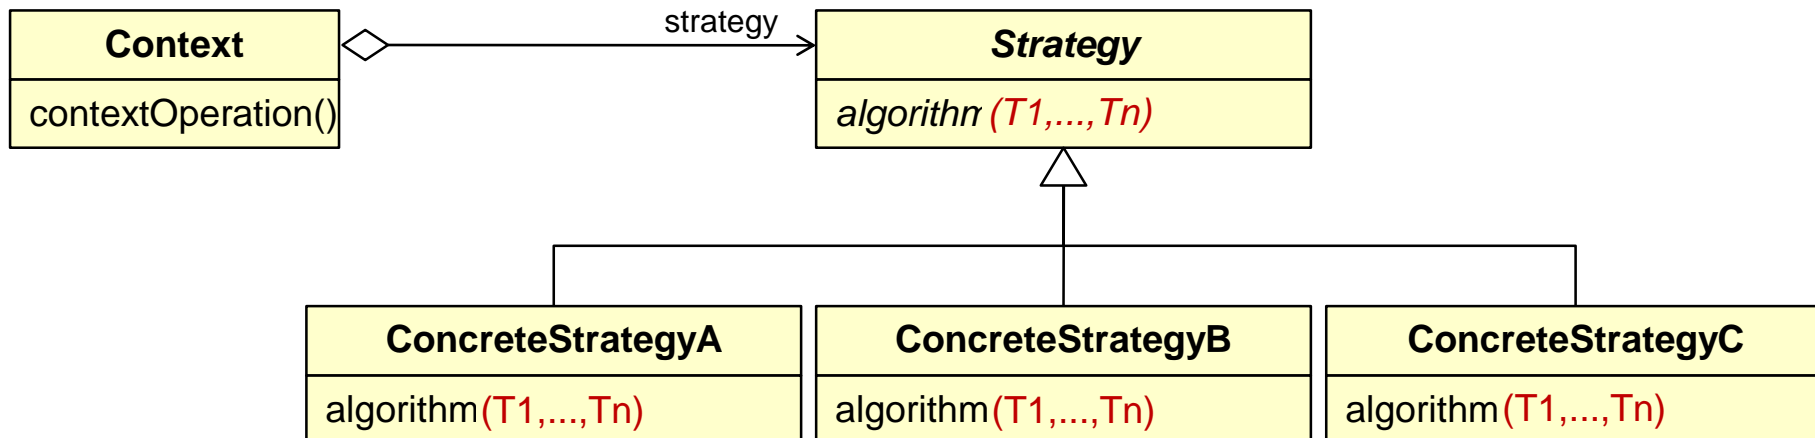 strategy
Context
Strategy
contextOperation()
algorithm (T1,...,Tn)
ConcreteStrategyA
ConcreteStrategyB
ConcreteStrategyC
algorithm(T1,...,Tn)
algorithm(T1,...,Tn)
algorithm(T1,...,Tn)